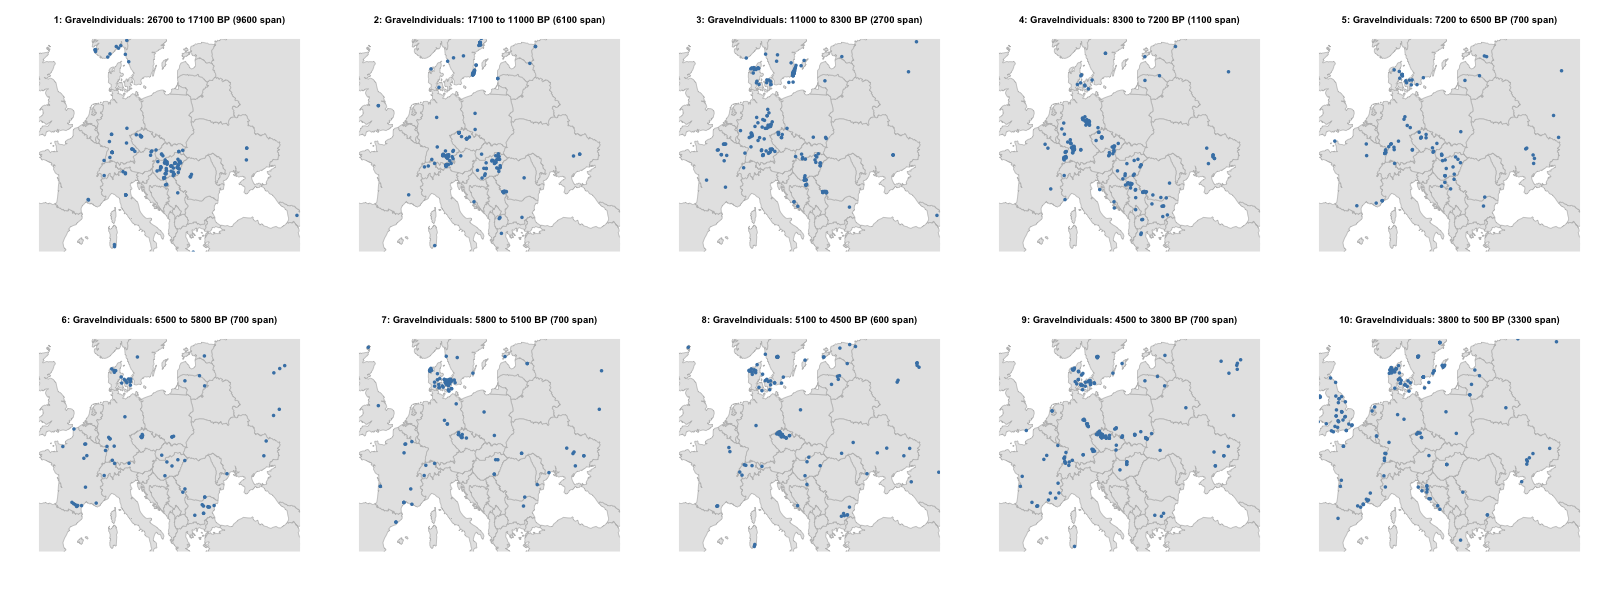 1: GraveIndividuals: 26700 to 17100 BP (9600 span)
2: GraveIndividuals: 17100 to 11000 BP (6100 span)
3: GraveIndividuals: 11000 to 8300 BP (2700 span)
4: GraveIndividuals: 8300 to 7200 BP (1100 span)
5: GraveIndividuals: 7200 to 6500 BP (700 span)
6: GraveIndividuals: 6500 to 5800 BP (700 span)
7: GraveIndividuals: 5800 to 5100 BP (700 span)
8: GraveIndividuals: 5100 to 4500 BP (600 span)
9: GraveIndividuals: 4500 to 3800 BP (700 span)
10: GraveIndividuals: 3800 to 500 BP (3300 span)